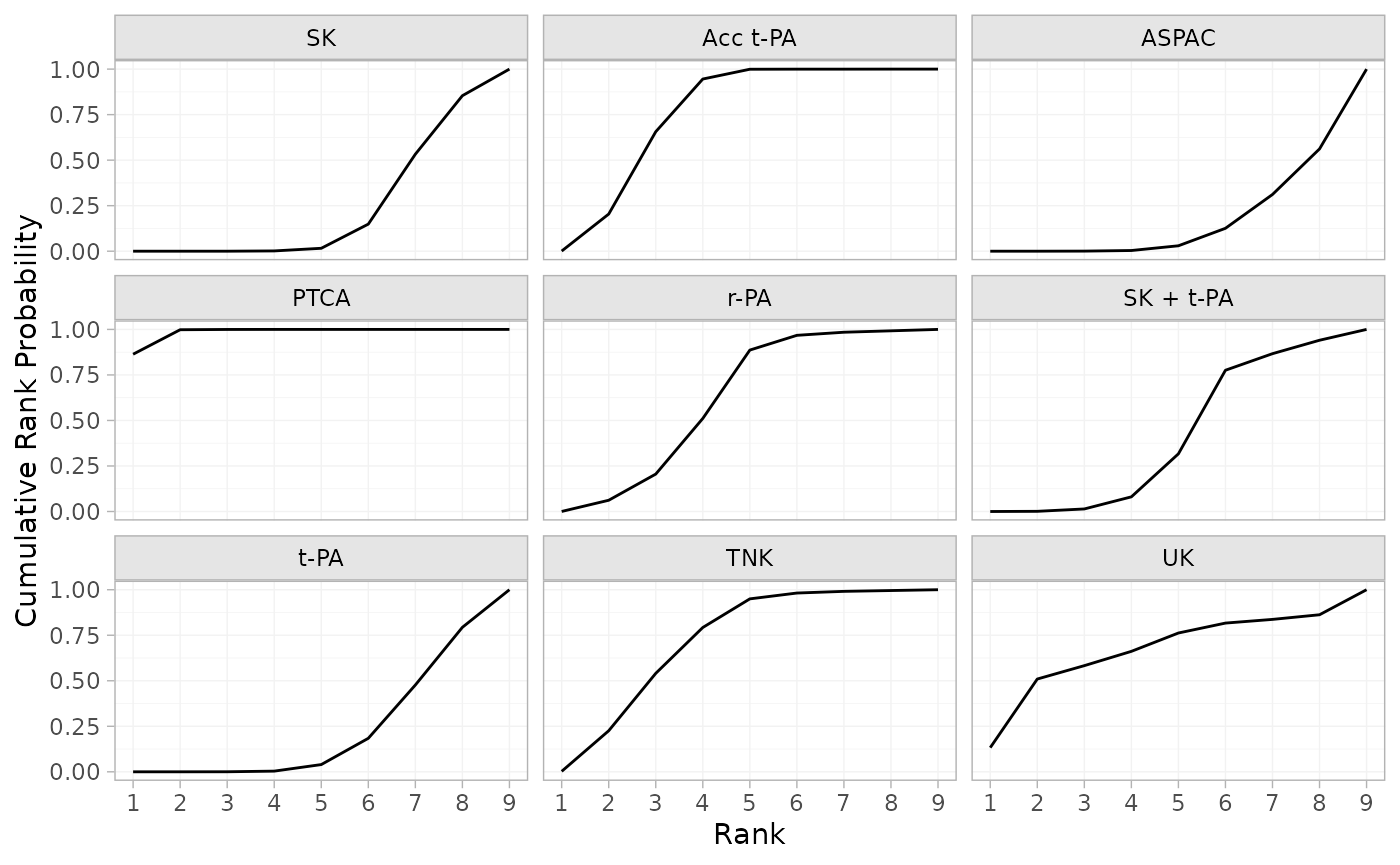 SK
Acc t-PA
ASPAC
1.00
0.75
0.50
0.25
0.00
PTCA
r-PA
SK + t-PA
1.00
0.75
0.50
0.25
0.00
t-PA
TNK
UK
1.00
0.75
0.50
0.25
0.00
1 2 3 4 5 6 7 8 9
1 2 3 4 5 6 7 8 9
1 2 3 4 5 6 7 8 9
Rank
Cumulative Rank Probability